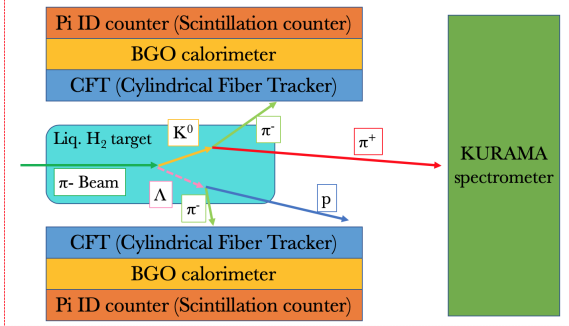 Pi ID counter (Scintillation counter)
BGO calorimeter
CFT (Cylindrical Fiber Tracker)
Liq. H₂ target
K⁰
π-
π⁺
π- Beam
Λ
π-
p
KURAMA
spectrometer
CFT (Cylindrical Fiber Tracker)
BGO calorimeter
Pi ID counter (Scintillation counter)